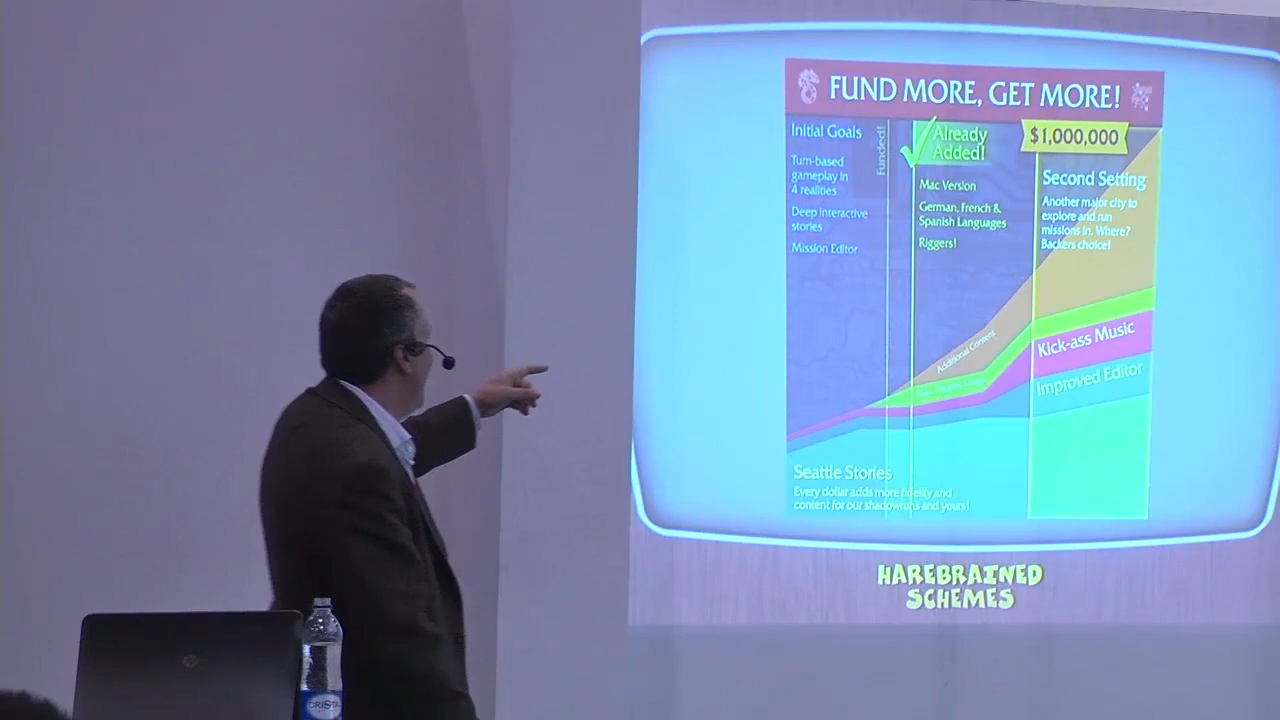 FUND MORE, GET MORE!
Initial Goals
Turn-based
gameplay in
4 realities
Deep interactive
stories
Mission Editor
Funded!
Already
Added!
Mac Version
German, French &
Spanish Languages
Riggers!
$1,000,000
Second Setting
Another major city to
explore and run
missions in. Where?
Backers choice!
Additional Content
Kick-ass Music
Improved Editor
Seattle Stories
Every dollar adds more fidelity and
content for our shadowruns and yours!
HAREBRAINED
SCHEMES
hp